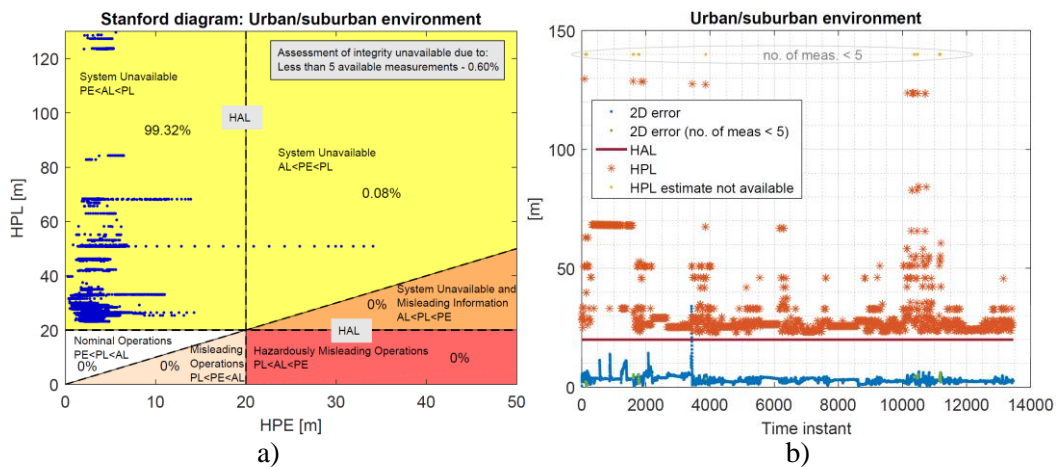 Stanford diagram: Urban/suburban environment
Assessment of integrity unavailable due to:
Less than 5 available measurements - 0.60%
System Unavailable
PE<AL<PL
99.32%
HAL
System Unavailable
AL<PE<PL
0.08%
System Unavailable and
Misleading Information
AL<PL<PE
0%
HAL
Nominal Operations
PE<PL<AL
0%
Misleading
Operations
PL<PE<AL
0%
Hazardously Misleading Operations
PL<AL<PE
0%
130
120
100
80
60
40
20
0
HPL [m]
0 10 20 30 40 50
HPE [m]
a)
Urban/suburban environment
no. of meas. < 5
2D error
2D error (no. of meas < 5)
HAL
HPL
HPL estimate not available
150
100
50
0
[m]
0 2000 4000 6000 8000 10000 12000 14000
Time instant
b)